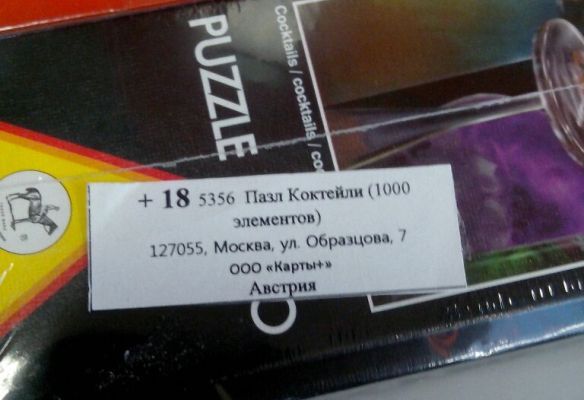 PUZZLE
Cocktails / cocktails / co
+ 18 5356 Пазл Коктейли (1000
элементов)
127055, Москва, ул. Образцова, 7
ООО «Карты+»
Австрия